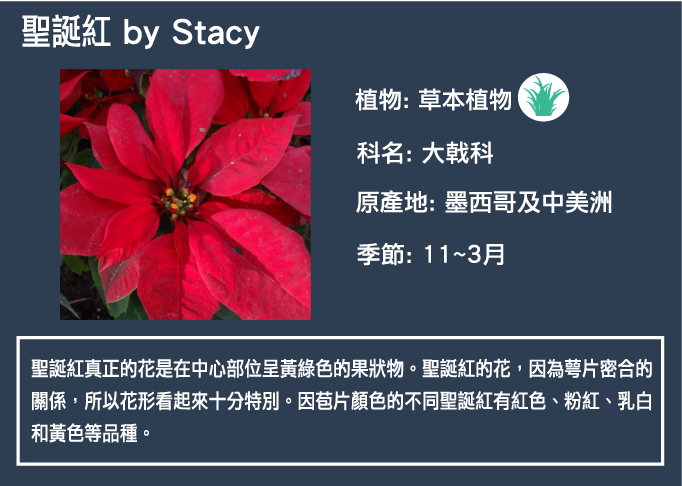 聖誕紅 by Stacy
植物: 草本植物
科名: 大戟科
原產地: 墨西哥及中美洲
季節: 11~3月
聖誕紅真正的花是在中心部位呈黃綠色的果狀物。聖誕紅的花，因為萼片密合的
關係，所以花形看起來十分特別。因苞片顏色的不同聖誕紅有紅色、粉紅、乳白
和黃色等品種。